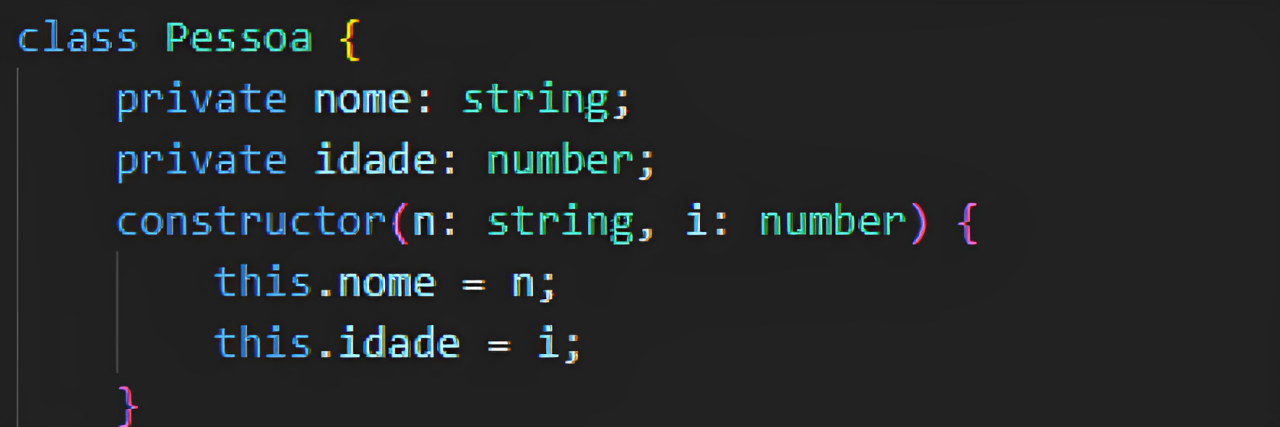 class Pessoa {
    private nome: string;
    private idade: number;
    constructor(n: string, i: number) {
        this.nome = n;
        this.idade = i;
    }